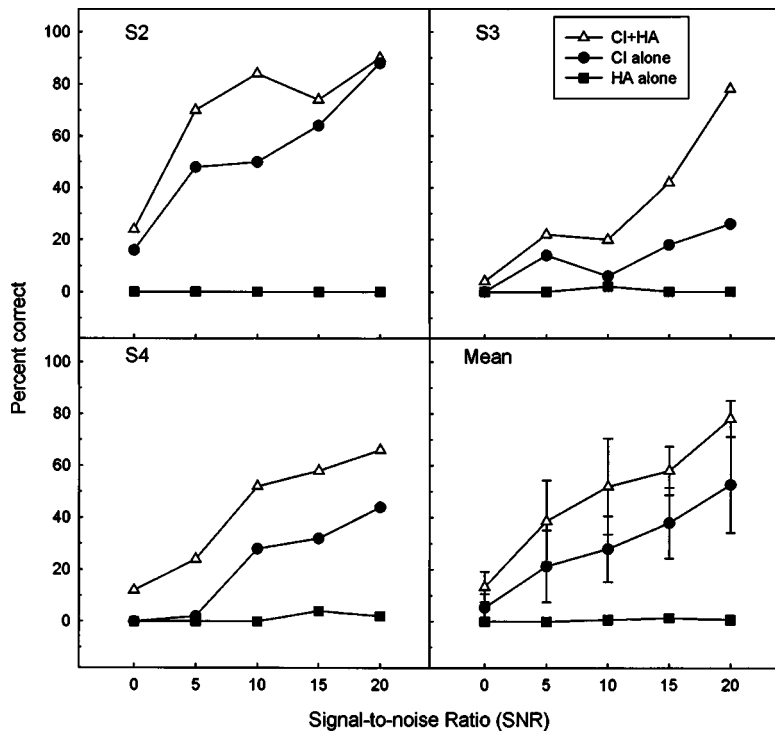 S2
S3
CI+HA
CI alone
HA alone
100
80
60
40
20
0
S4
Mean
100
80
60
40
20
0
0 5 10 15 20
0 5 10 15 20
Percent correct
Signal-to-noise Ratio (SNR)